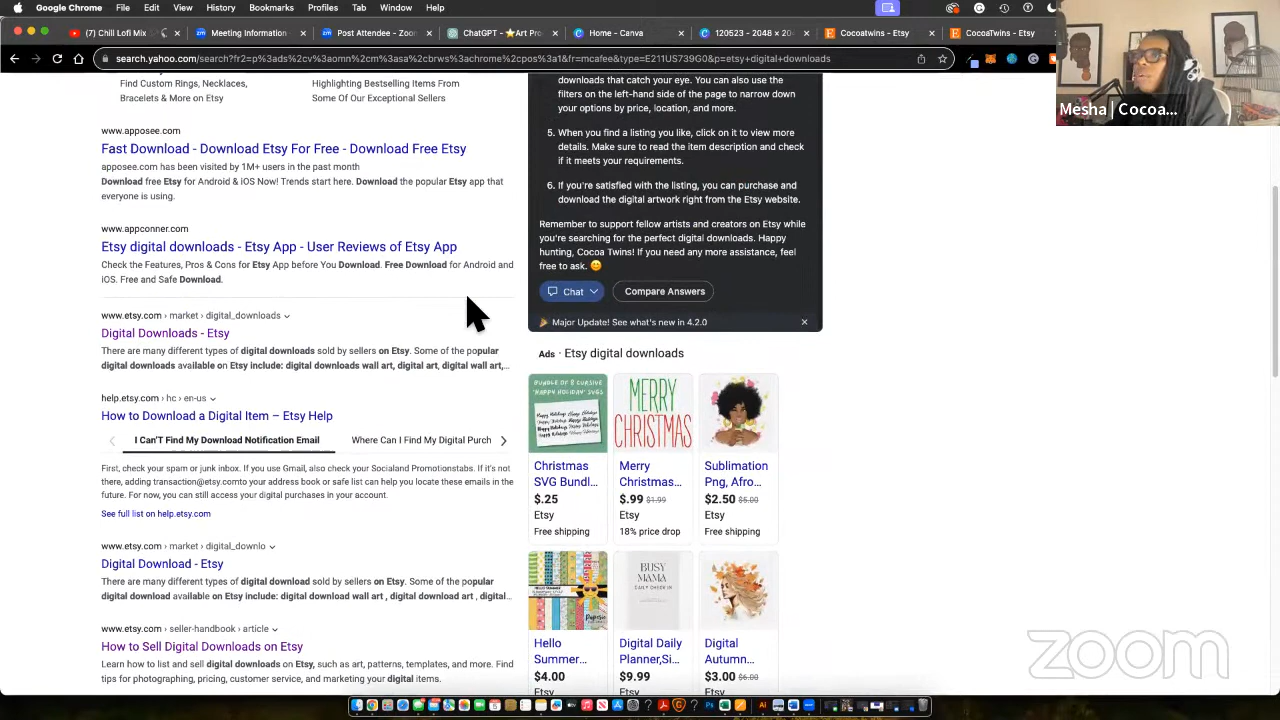 Google Chrome File Edit View History Bookmarks Profiles Tab Window Help
(1) Chill Lofi Mix
Meeting Information
Post Attendee - Zoom
ChatGPT - ⭐Art Pro
Home - Canva
120523 - 2048 × 20
Cocoatwins - Etsy
CocoaTwins - Etsy
search.yahoo.com/search?fr2=p%3ads%2cv%3aomn%2cm%3asa%2cbrws%3achrome%2cpos%3a1&fr=mcafee&type=E211US739G0&p=etsy+digital+downloads
Mesha | Cocoa...
Find Custom Rings, Necklaces,
Bracelets & More on Etsy
Highlighting Bestselling Items From
Some Of Our Exceptional Sellers
www.apposee.com
Fast Download - Download Etsy For Free - Download Free Etsy
apposee.com has been visited by 1M+ users in the past month
Download free Etsy for Android & iOS Now! Trends start here. Download the popular Etsy app that
everyone is using.
www.appconner.com
Etsy digital downloads - Etsy App - User Reviews of Etsy App
Check the Features, Pros & Cons for Etsy App before You Download. Free Download for Android and
iOS. Free and Safe Download.
www.etsy.com › market › digital_downloads
Digital Downloads - Etsy
There are many different types of digital downloads sold by sellers on Etsy. Some of the popular
digital downloads available on Etsy include: digital downloads wall art, digital art, digital wall art,...
help.etsy.com › hc › en-us
How to Download a Digital Item – Etsy Help
I Can'T Find My Download Notification Email
Where Can I Find My Digital Purch
First, check your spam or junk inbox. If you use Gmail, also check your Socialand Promotionstabs. If it's not
there, adding transaction@etsy.comto your address book or safe list can help you locate these emails in the
future. For now, you can still access your digital purchases in your account.
See full list on help.etsy.com
www.etsy.com › market › digital_downlo
Digital Download - Etsy
There are many different types of digital download sold by sellers on Etsy. Some of the popular
digital download available on Etsy include: digital download wall art , digital download art , digital...
www.etsy.com › seller-handbook › article
How to Sell Digital Downloads on Etsy
Learn how to list and sell digital downloads on Etsy, such as art, patterns, templates, and more. Find
tips for photographing, pricing, customer service, and marketing your digital items.
downloads that catch your eye. You can also use the
filters on the left-hand side of the page to narrow down
your options by price, location, and more.
5. When you find a listing you like, click on it to view more
details. Make sure to read the item description and check
if it meets your requirements.
6. If you're satisfied with the listing, you can purchase and
download the digital artwork right from the Etsy website.
Remember to support fellow artists and creators on Etsy while
you're searching for the perfect digital downloads. Happy
hunting, Cocoa Twins! If you need any more assistance, feel
free to ask. 😊
Chat
Compare Answers
🎉 Major Update! See what's new in 4.2.0
Ads · Etsy digital downloads
BUNDLE OF 8 CURSIVE
"HAPPY HOLIDAY" SVGS
MERRY
CHRISTMAS
Christmas
SVG Bundl...
$.25
Etsy
Free shipping
Merry
Christmas...
$.99 $1.99
Etsy
18% price drop
Sublimation
Png, Afro...
$2.50 $5.00
Etsy
Free shipping
BUSY
MAMA
Hello
Summer...
$4.00
Etsy
Digital Daily
Planner,Si...
$9.99
Etsy
Digital
Autumn...
$3.00 $6.00
Etsy
zoom